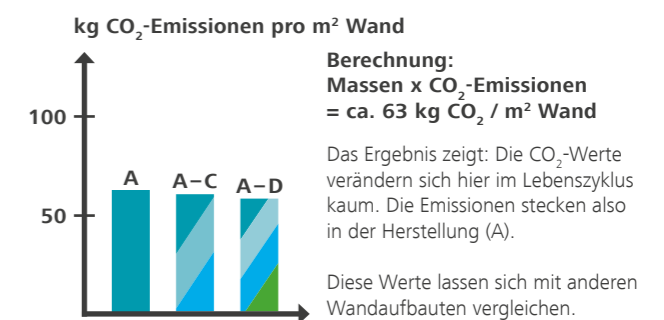 kg CO₂-Emissionen pro m² Wand
100
50
A
A–C
A–D
Berechnung:
Massen x CO₂-Emissionen
= ca. 63 kg CO₂ / m² Wand
Das Ergebnis zeigt: Die CO₂-Werte
verändern sich hier im Lebenszyklus
kaum. Die Emissionen stecken also
in der Herstellung (A).
Diese Werte lassen sich mit anderen
Wandaufbauten vergleichen.